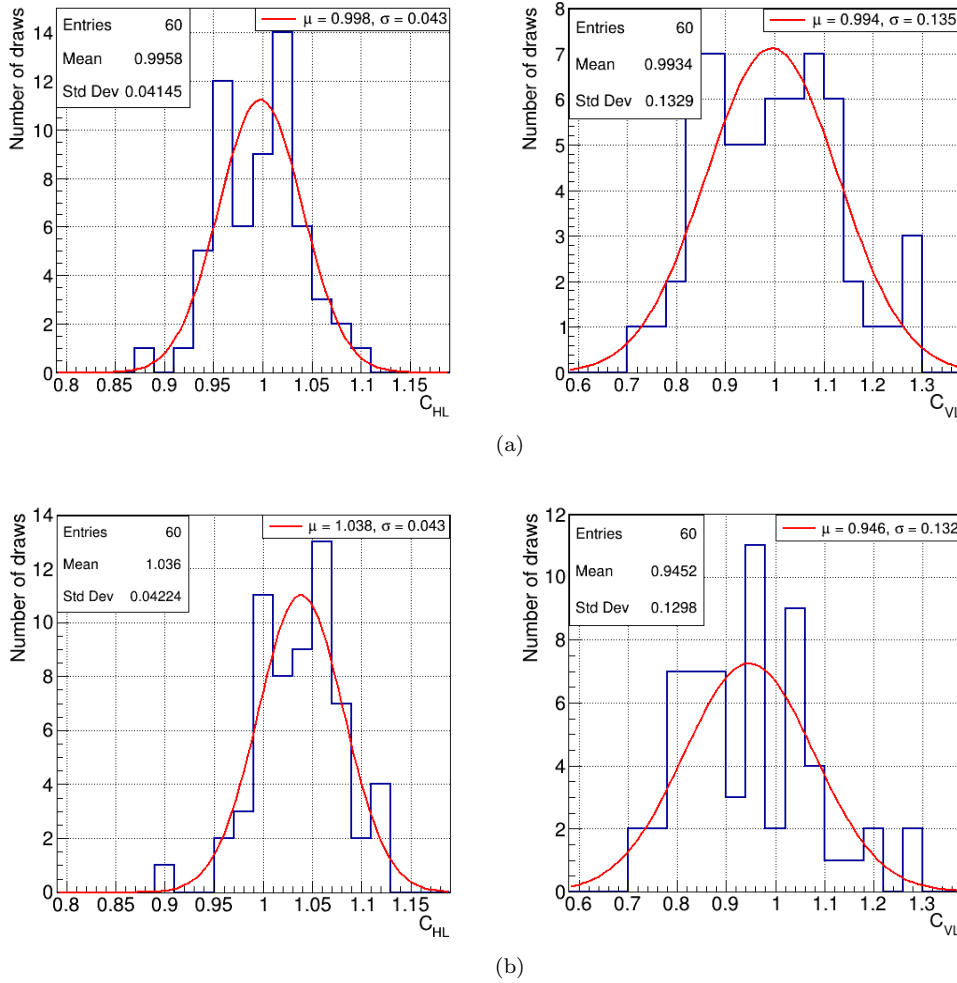 Number of draws
Entries 60
Mean 0.9958
Std Dev 0.04145
μ = 0.998, σ = 0.043
14
12
10
8
6
4
2
0
0.8 0.85 0.9 0.95 1 1.05 1.1 1.15
C_HL
Number of draws
Entries 60
Mean 0.9934
Std Dev 0.1329
μ = 0.994, σ = 0.135
8
7
6
5
4
3
2
1
0
0.6 0.7 0.8 0.9 1 1.1 1.2 1.3
C_VL
(a)
Number of draws
Entries 60
Mean 1.036
Std Dev 0.04224
μ = 1.038, σ = 0.043
14
12
10
8
6
4
2
0
0.8 0.85 0.9 0.95 1 1.05 1.1 1.15
C_HL
Number of draws
Entries 60
Mean 0.9452
Std Dev 0.1298
μ = 0.946, σ = 0.132
12
10
8
6
4
2
0
0.6 0.7 0.8 0.9 1 1.1 1.2 1.3
C_VL
(b)